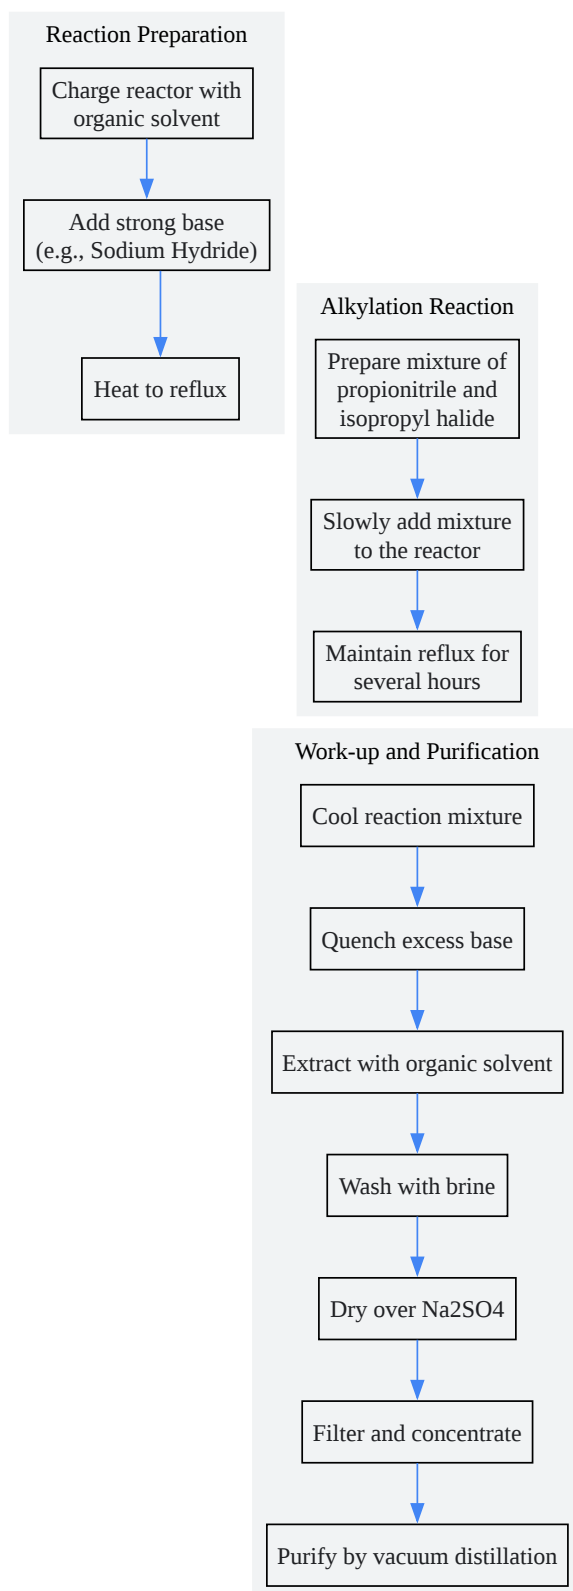 Reaction Preparation
Charge reactor with
organic solvent
Add strong base
(e.g., Sodium Hydride)
Heat to reflux
Alkylation Reaction
Prepare mixture of
propionitrile and
isopropyl halide
Slowly add mixture
to the reactor
Maintain reflux for
several hours
Work-up and Purification
Cool reaction mixture
Quench excess base
Extract with organic solvent
Wash with brine
Dry over Na2SO4
Filter and concentrate
Purify by vacuum distillation